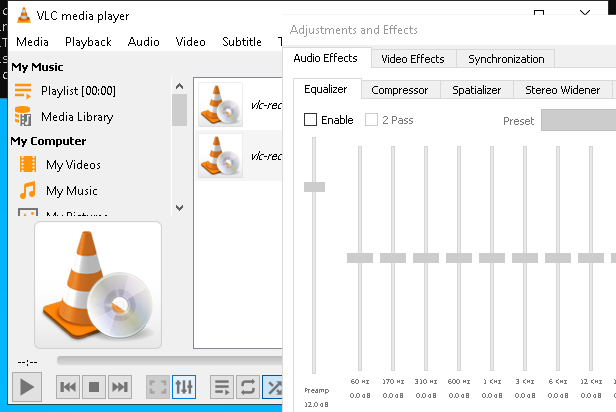 VLC media player
Media Playback Audio Video Subtitle T
My Music
Playlist [00:00]
Media Library
My Computer
My Videos
My Music
My Pictures
vlc-rec
vlc-rec
--:--
Adjustments and Effects
Audio Effects Video Effects Synchronization
Equalizer Compressor Spatializer Stereo Widener
Enable 2 Pass Preset
60 Hz 170 Hz 310 Hz 600 Hz 1 KHz 3 KHz 6 KHz 12 KHz
Preamp 0.0 dB 0.0 dB 0.0 dB 0.0 dB 0.0 dB 0.0 dB 0.0 dB 0.0 dB
12.0 dB